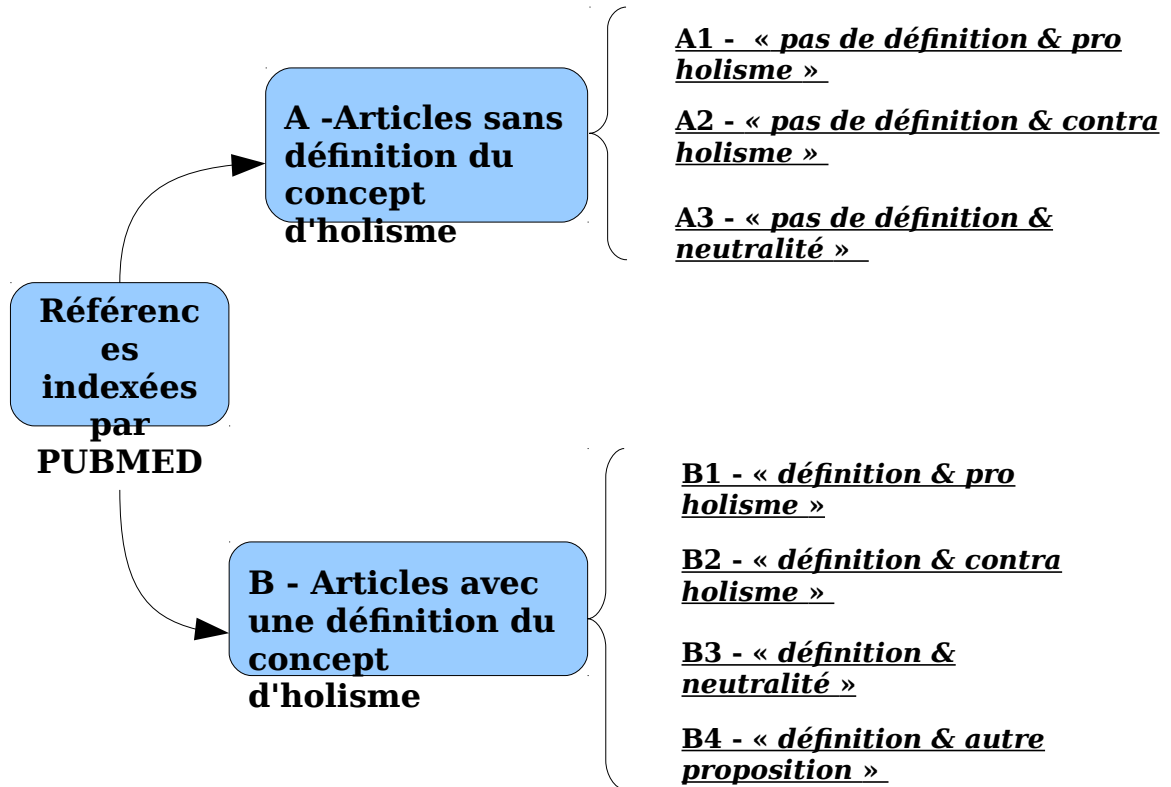 A1 - « pas de définition & pro
holisme »
A -Articles sans
définition du
concept
d'holisme
A2 - « pas de définition & contra
holisme »
A3 - « pas de définition &
neutralité »
Référenc
es
indexées
par
PUBMED
B1 - « définition & pro
holisme »
B - Articles avec
une définition du
concept
d'holisme
B2 - « définition & contra
holisme »
B3 - « définition &
neutralité »
B4 - « définition & autre
proposition »